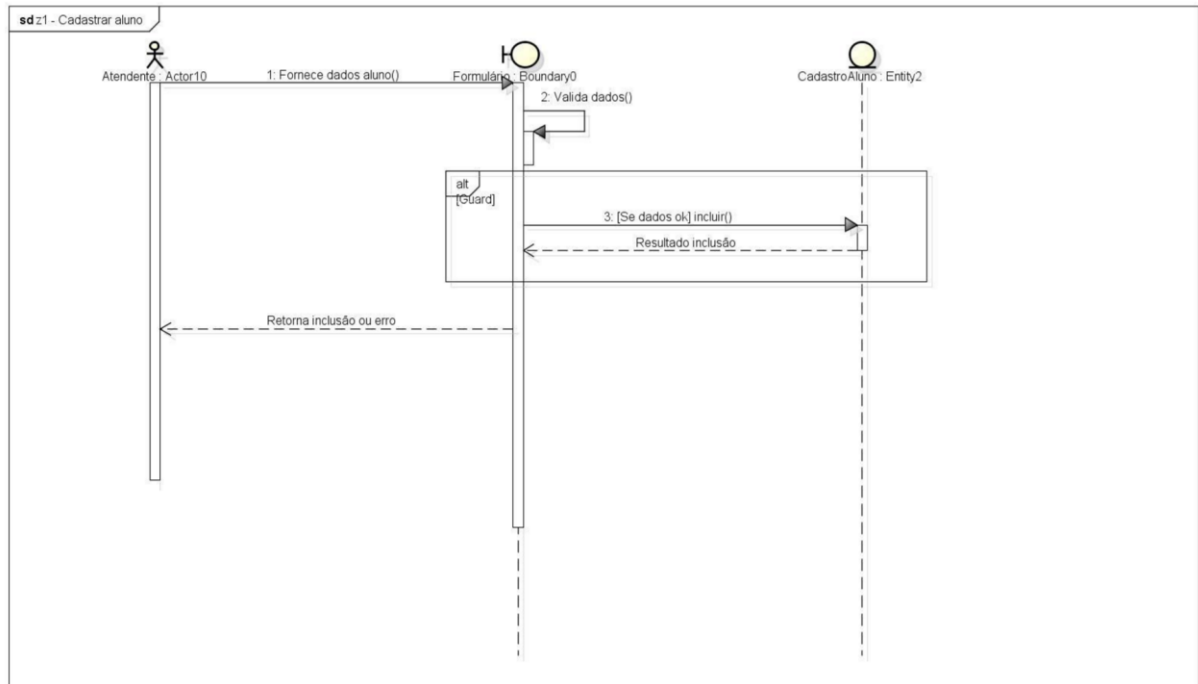 sd z1 - Cadastrar aluno
Atendente : Actor10
1: Fornece dados aluno()
Formulário : Boundary0
CadastroAluno : Entity2
2: Valida dados()
alt
[Guard]
3: [Se dados ok] incluir()
Resultado inclusão
Retorna inclusão ou erro